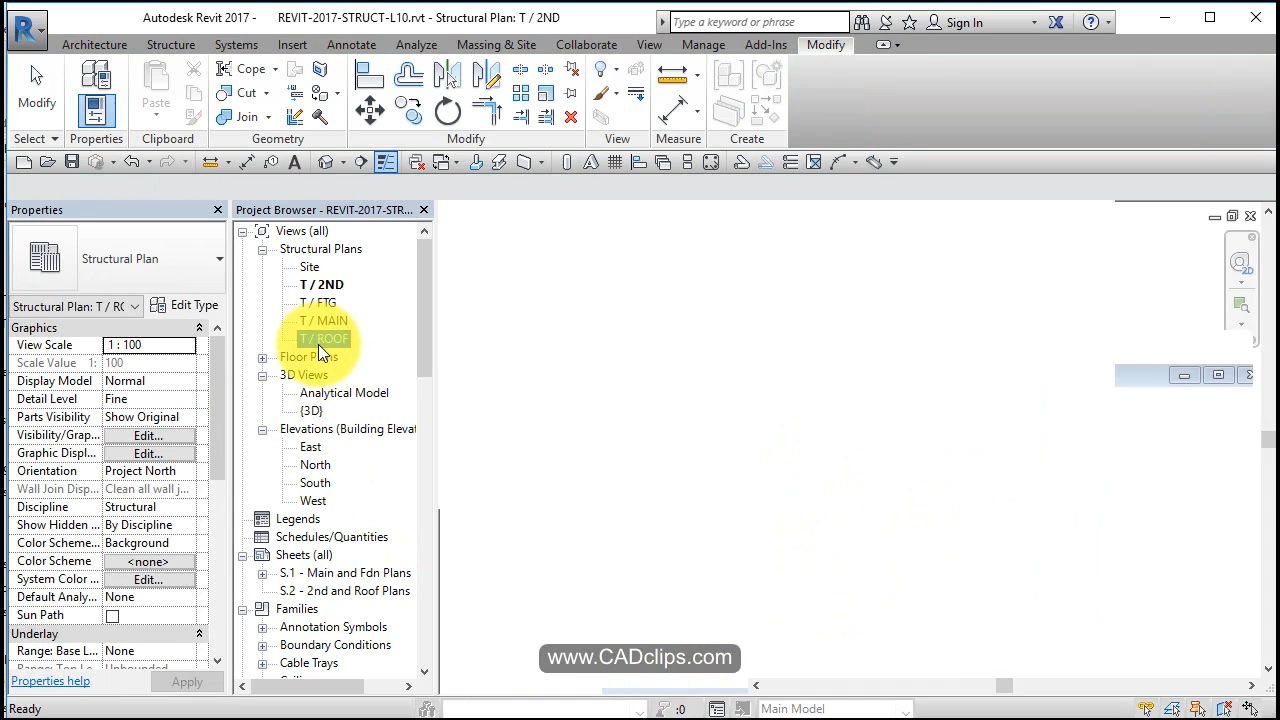 Autodesk Revit 2017 -     REVIT-2017-STRUCT-L10.rvt - Structural Plan: T / 2ND
Type a keyword or phrase
Sign In
Architecture Structure Systems Insert Annotate Analyze Massing & Site Collaborate View Manage Add-Ins Modify
Modify
Paste
Cope
Cut
Join
Select Properties Clipboard Geometry Modify View Measure Create
Properties
Project Browser - REVIT-2017-STR...
Structural Plan
Structural Plan: T / RO
Edit Type
Graphics
View Scale 1 : 100
Scale Value 1: 100
Display Model Normal
Detail Level Fine
Parts Visibility Show Original
Visibility/Grap... Edit...
Graphic Displ... Edit...
Orientation Project North
Wall Join Disp... Clean all wall j...
Discipline Structural
Show Hidden ... By Discipline
Color Scheme... Background
Color Scheme <none>
System Color ... Edit...
Default Analy... None
Sun Path
Underlay
Range: Base L... None
Range: Top Le... Unbounded
Properties help
Apply
Views (all)
Structural Plans
Site
T / 2ND
T / FTG
T / MAIN
T / ROOF
Floor Plans
3D Views
Analytical Model
{3D}
Elevations (Building Elevat
East
North
South
West
Legends
Schedules/Quantities
Sheets (all)
S.1 - Main and Fdn Plans
S.2 - 2nd and Roof Plans
Families
Annotation Symbols
Boundary Conditions
Cable Trays
2D
www.CADclips.com
Ready
:0
Main Model